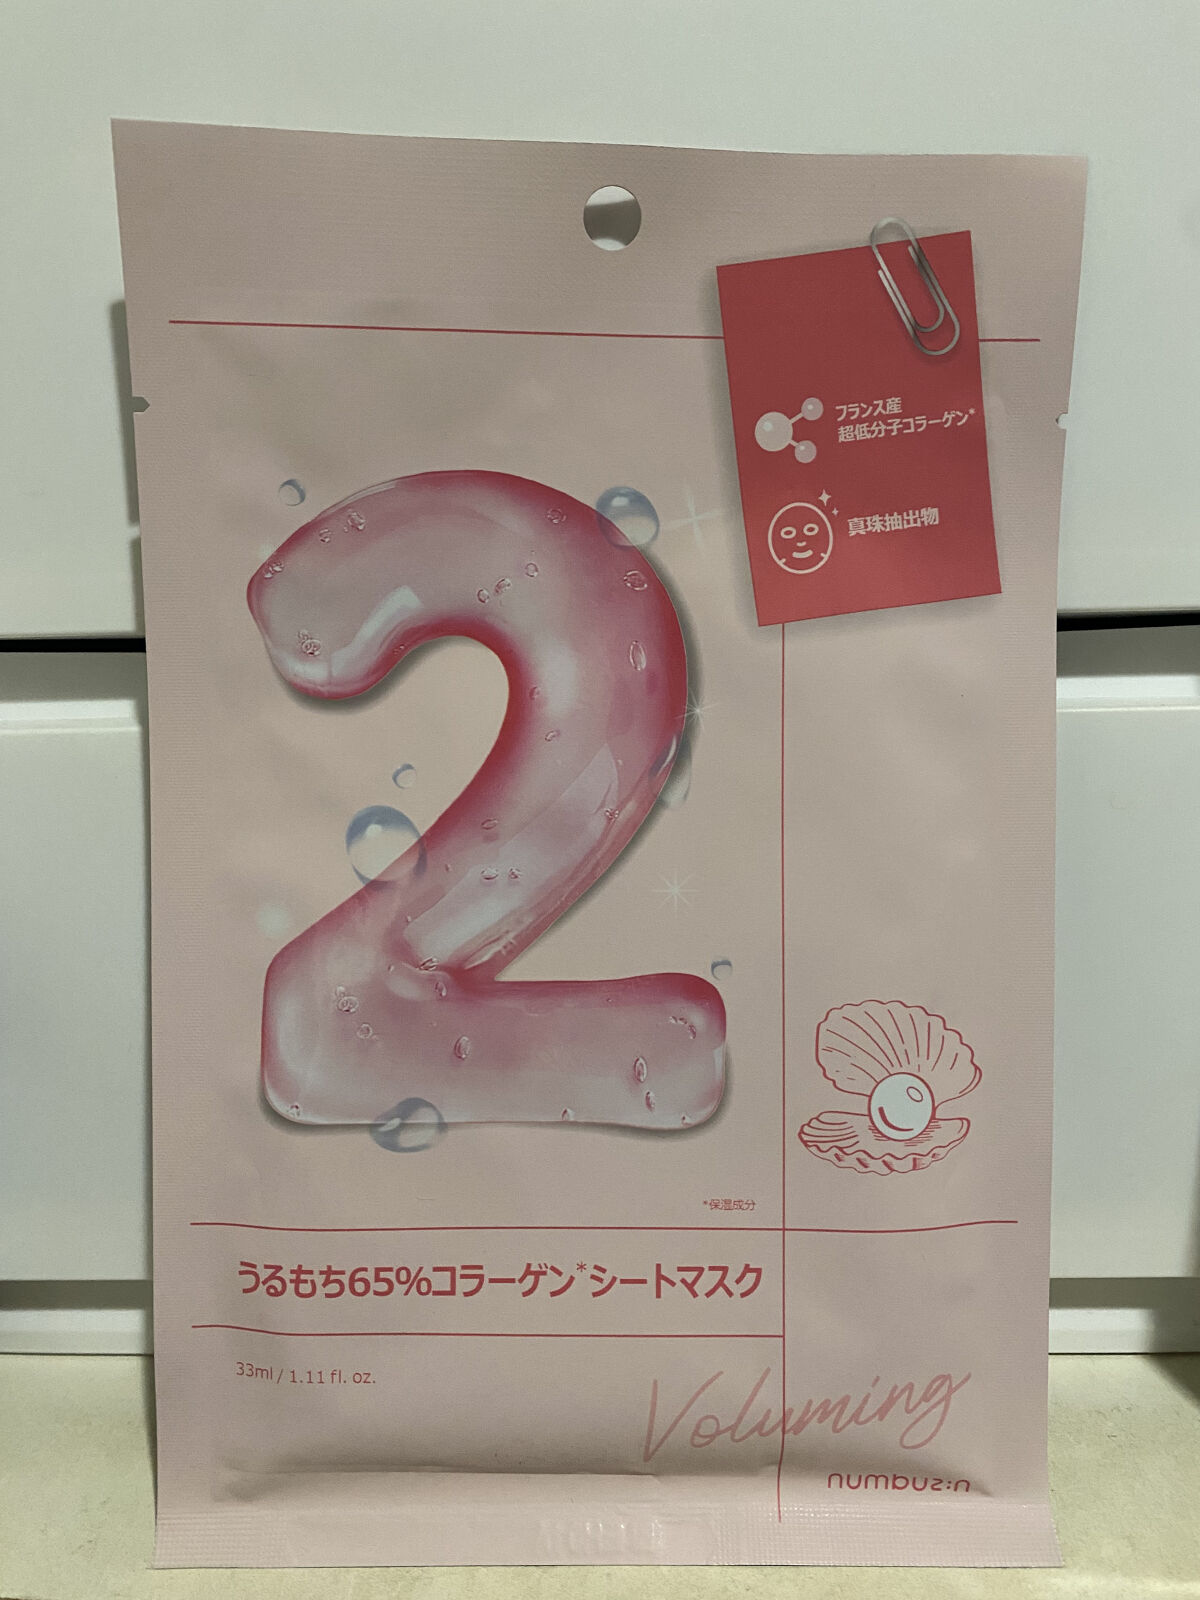 フランス産
超低分子コラーゲン*
真珠抽出物
2
*保湿成分
うるもち65%コラーゲン*シートマスク
33ml / 1.11 fl. oz.
Voluming
numbuz:n